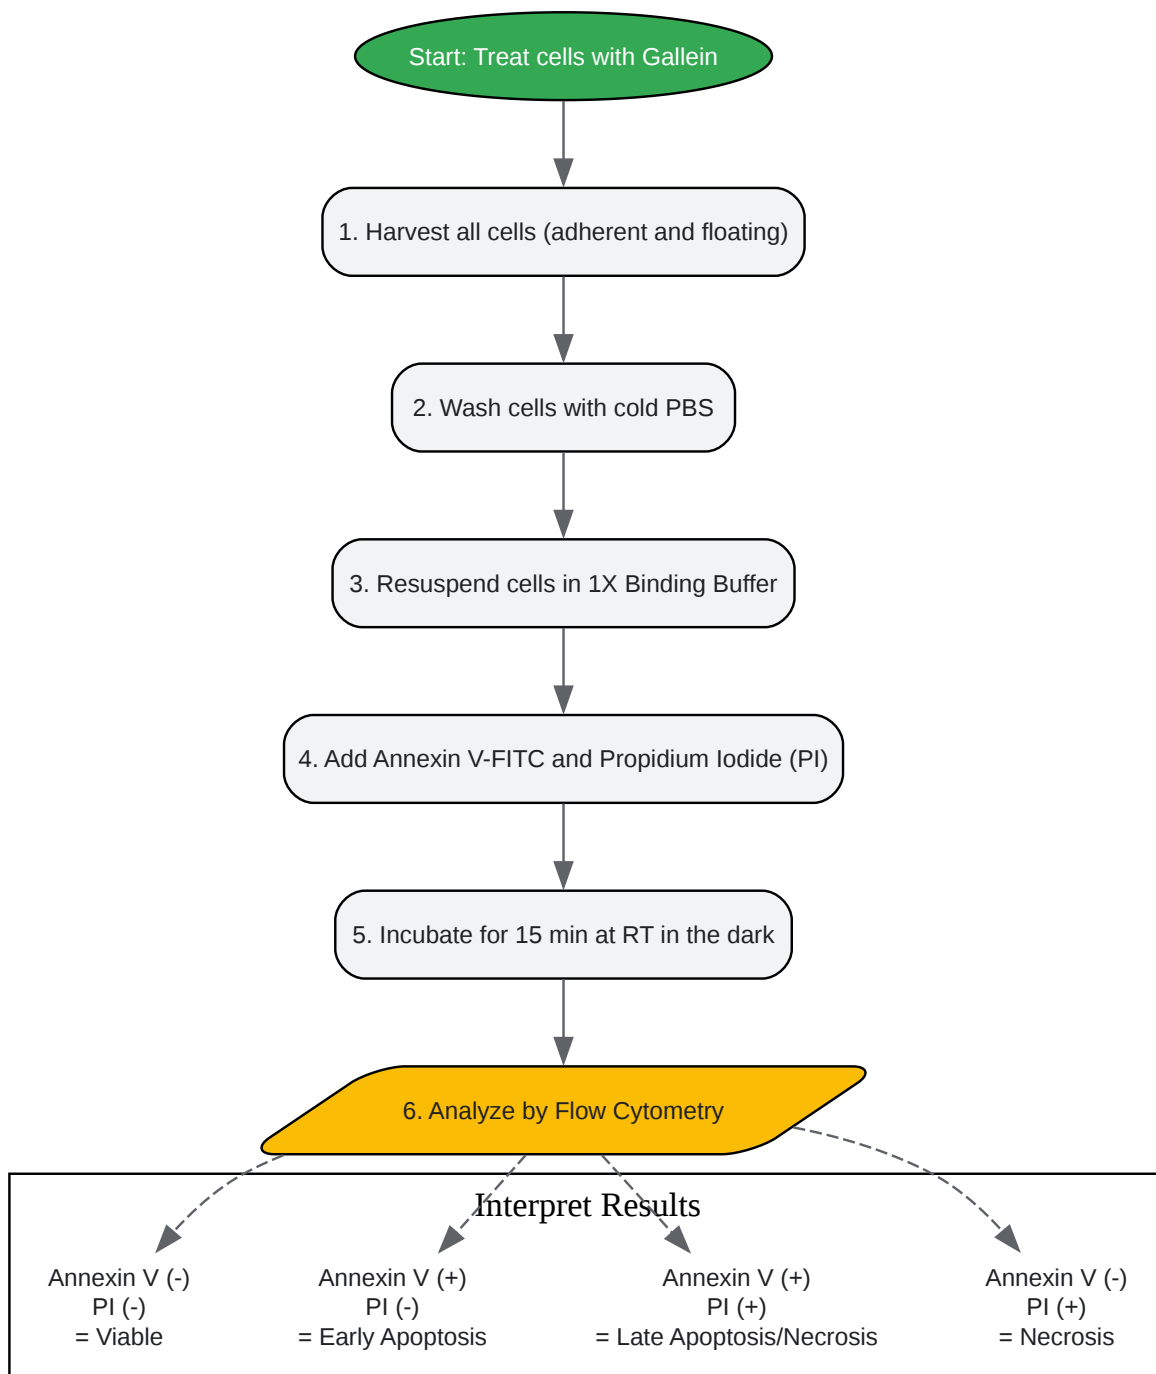 Start: Treat cells with Gallein
1. Harvest all cells (adherent and floating)
2. Wash cells with cold PBS
3. Resuspend cells in 1X Binding Buffer
4. Add Annexin V-FITC and Propidium Iodide (PI)
5. Incubate for 15 min at RT in the dark
6. Analyze by Flow Cytometry
Interpret Results
Annexin V (-)
PI (-)
= Viable
Annexin V (+)
PI (-)
= Early Apoptosis
Annexin V (+)
PI (+)
= Late Apoptosis/Necrosis
Annexin V (-)
PI (+)
= Necrosis